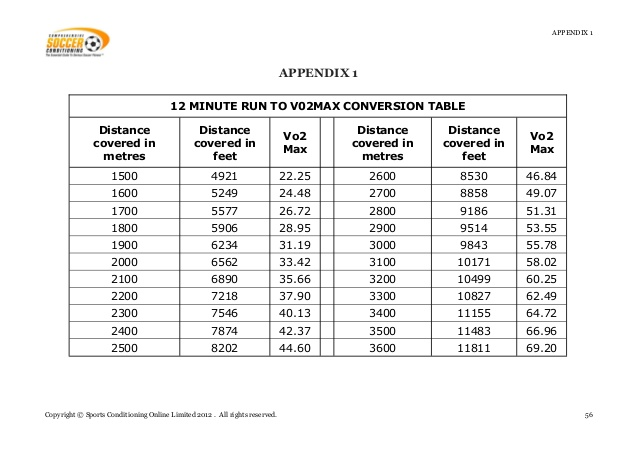 APPENDIX 1
COMPREHENSIVE
SOCCER
CONDITIONING
APPENDIX 1
12 MINUTE RUN TO V02MAX CONVERSION TABLE
Distance covered in metres Distance covered in feet Vo2 Max Distance covered in metres Distance covered in feet Vo2 Max
1500 4921 22.25 2600 8530 46.84
1600 5249 24.48 2700 8858 49.07
1700 5577 26.72 2800 9186 51.31
1800 5906 28.95 2900 9514 53.55
1900 6234 31.19 3000 9843 55.78
2000 6562 33.42 3100 10171 58.02
2100 6890 35.66 3200 10499 60.25
2200 7218 37.90 3300 10827 62.49
2300 7546 40.13 3400 11155 64.72
2400 7874 42.37 3500 11483 66.96
2500 8202 44.60 3600 11811 69.20
Copyright © Sports Conditioning Online Limited 2012 . All rights reserved. 56